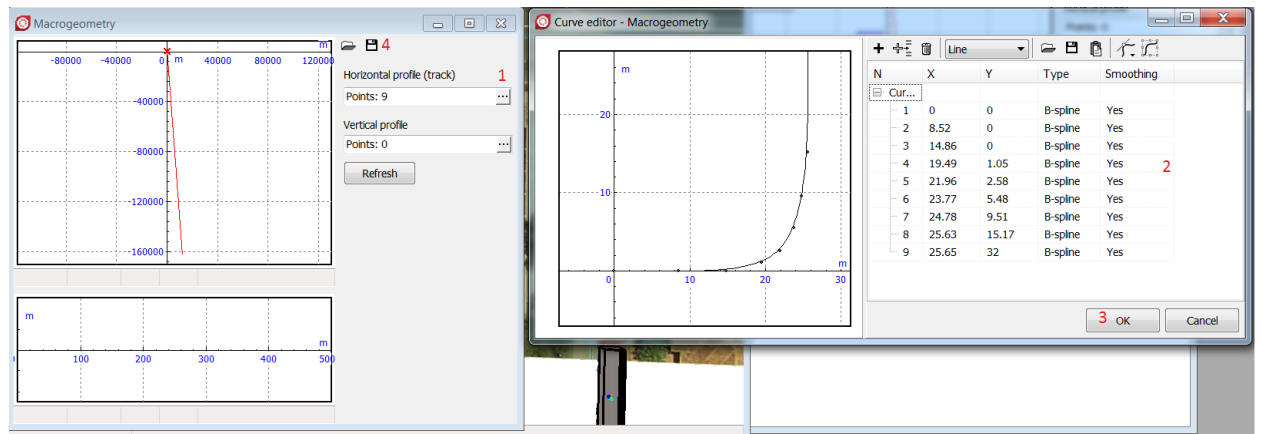 Macrogeometry
m
-80000 -40000 0 m 40000 80000 120000
-40000
-80000
-120000
-160000
m
m
100 200 300 400 500
4
Horizontal profile (track) 1
Points: 9 ...
Vertical profile
Points: 0 ...
Refresh
Curve editor - Macrogeometry
m
20
10
m
0 10 20 30
Line
N X Y Type Smoothing
Cur...
1 0 0 B-spline Yes
2 8.52 0 B-spline Yes
3 14.86 0 B-spline Yes
4 19.49 1.05 B-spline Yes
2
5 21.96 2.58 B-spline Yes
6 23.77 5.48 B-spline Yes
7 24.78 9.51 B-spline Yes
8 25.63 15.17 B-spline Yes
9 25.65 32 B-spline Yes
3 OK Cancel